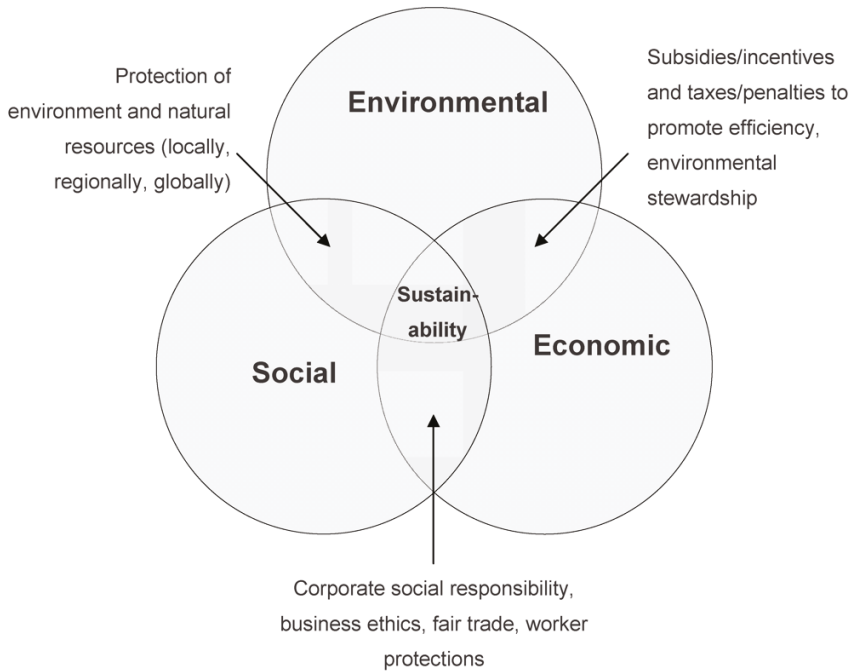 Protection of
environment and natural
resources (locally,
regionally, globally)
Environmental
Subsidies/incentives
and taxes/penalties to
promote efficiency,
environmental
stewardship
Sustain-
ability
Social
Economic
Corporate social responsibility,
business ethics, fair trade, worker
protections